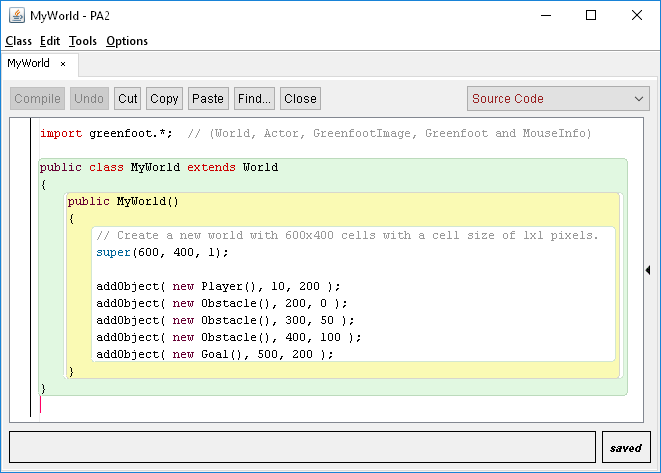 MyWorld - PA2
Class Edit Tools Options
MyWorld ×
Compile Undo Cut Copy Paste Find... Close Source Code
import greenfoot.*;  // (World, Actor, GreenfootImage, Greenfoot and MouseInfo)
public class MyWorld extends World
{
public MyWorld()
{
// Create a new world with 600x400 cells with a cell size of 1x1 pixels.
super(600, 400, 1);
addObject( new Player(), 10, 200 );
addObject( new Obstacle(), 200, 0 );
addObject( new Obstacle(), 300, 50 );
addObject( new Obstacle(), 400, 100 );
addObject( new Goal(), 500, 200 );
}
}
saved